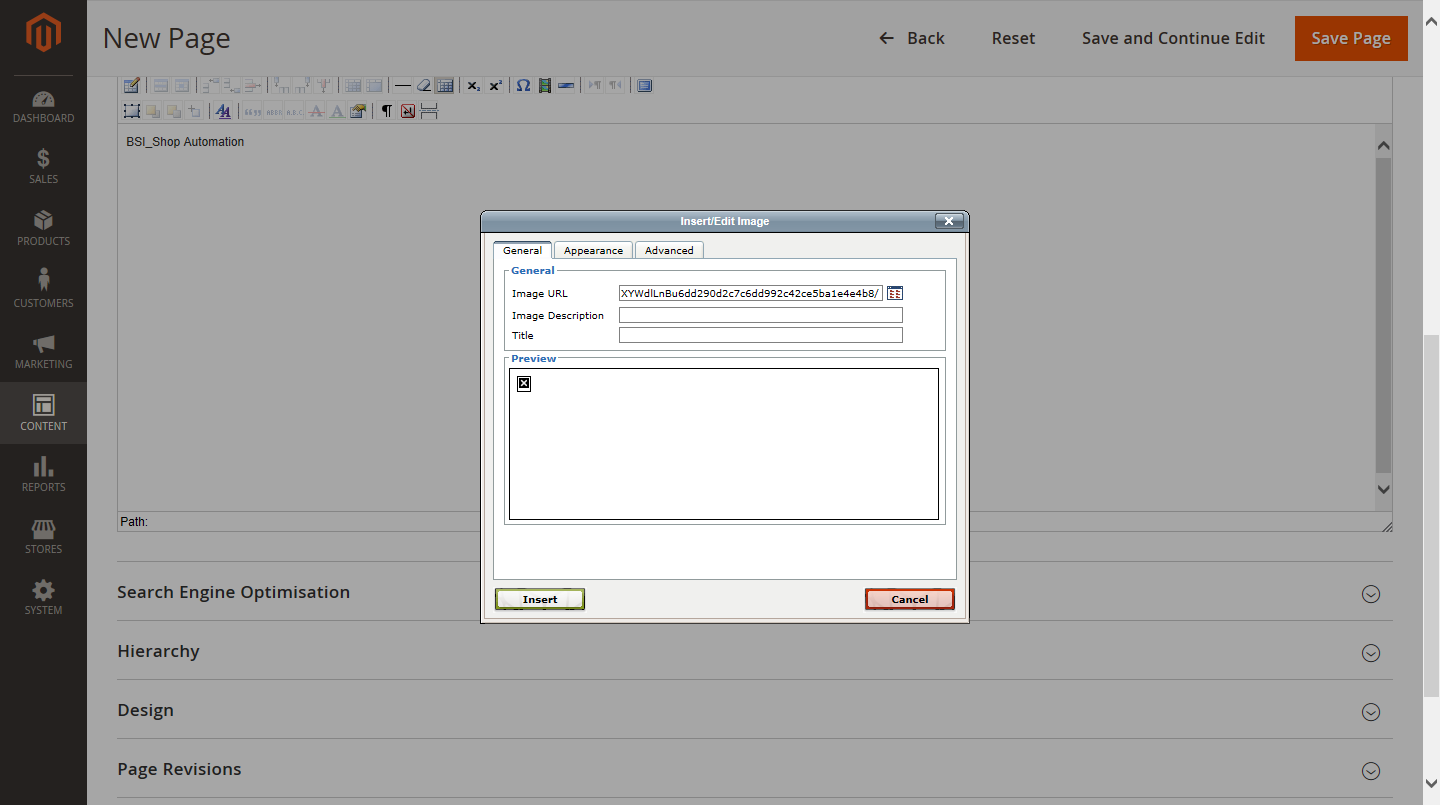 New Page
Back
Reset
Save and Continue Edit
Save Page
DASHBOARD
SALES
PRODUCTS
CUSTOMERS
MARKETING
CONTENT
REPORTS
STORES
SYSTEM
BSI_Shop Automation
Insert/Edit Image
General
Appearance
Advanced
General
Image URL
XYWdlLnBu6dd290d2c7c6dd992c42ce5ba1e4e4b8/
Image Description
Title
Preview
Insert
Cancel
Path:
Search Engine Optimisation
Hierarchy
Design
Page Revisions